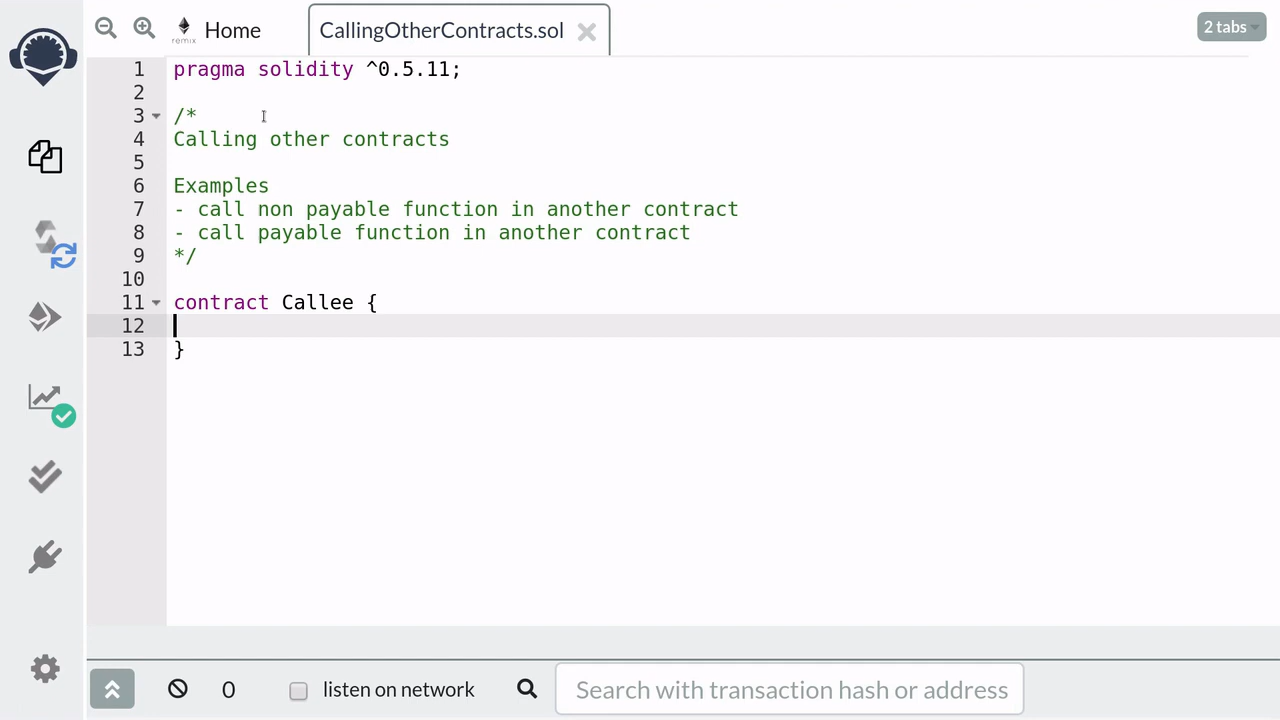 remix
Home
CallingOtherContracts.sol
2 tabs
1 pragma solidity ^0.5.11;
2
3 /*
4 Calling other contracts
5
6 Examples
7 - call non payable function in another contract
8 - call payable function in another contract
9 */
10
11 contract Callee {
12
13 }
0
listen on network
Search with transaction hash or address